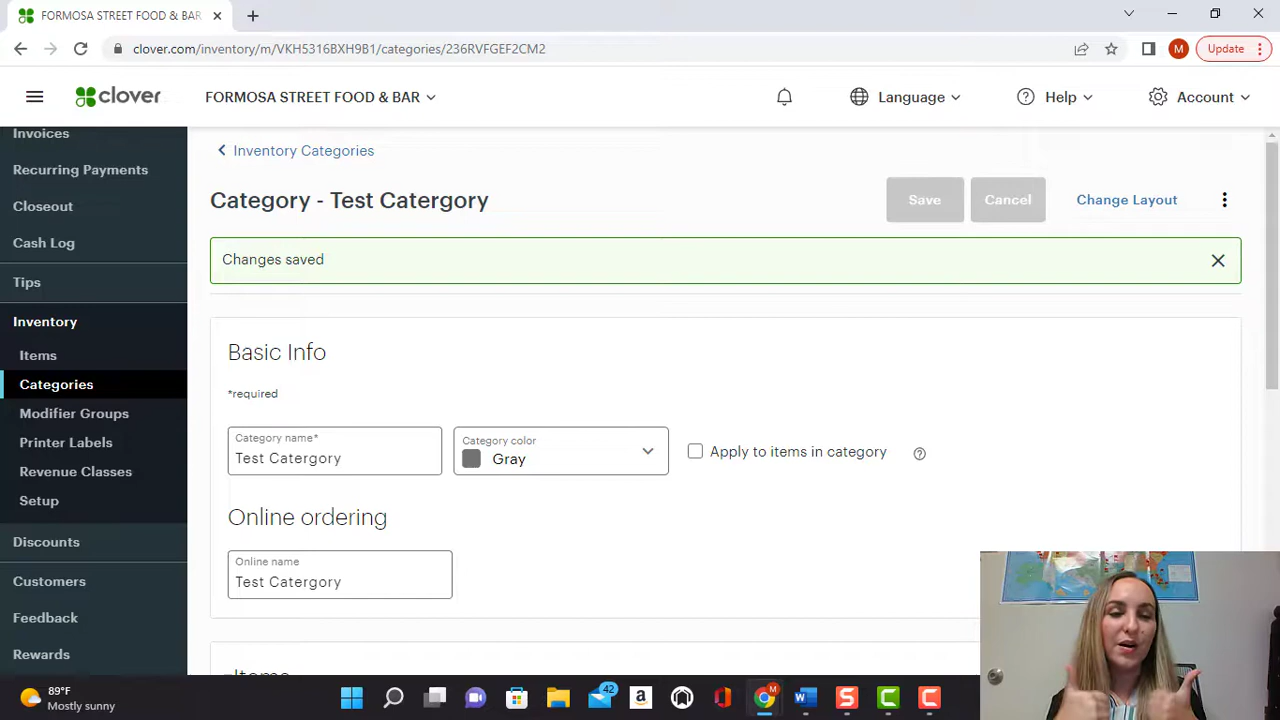 FORMOSA STREET FOOD & BAR
clover.com/inventory/m/VKH5316BXH9B1/categories/236RVFGEF2CM2
M
Update
clover
FORMOSA STREET FOOD & BAR
Language
Help
Account
Invoices
Recurring Payments
Closeout
Cash Log
Tips
Inventory
Items
Categories
Modifier Groups
Printer Labels
Revenue Classes
Setup
Discounts
Customers
Feedback
Rewards
Inventory Categories
Category - Test Catergory
Save
Cancel
Change Layout
Changes saved
Basic Info
*required
Category name*
Test Catergory
Category color
Gray
Apply to items in category
Online ordering
Online name
Test Catergory
Items
89°F
Mostly sunny
42
M